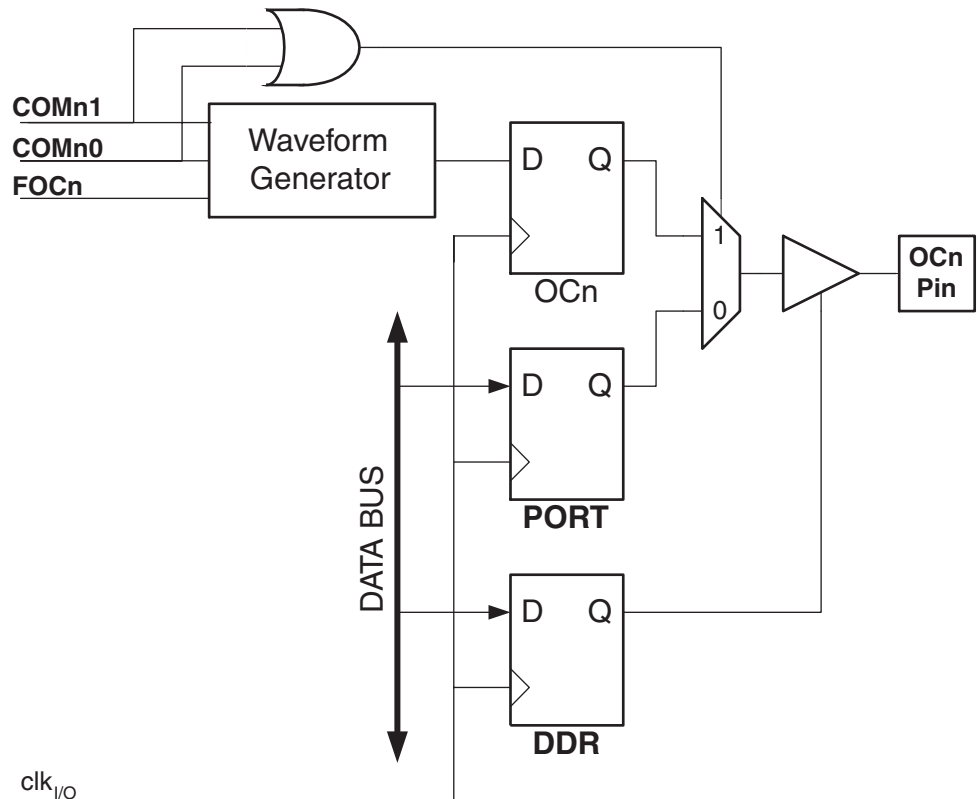 COMn1
COMn0
FOCn
Waveform
Generator
D Q
OCn
1
0
OCn
Pin
D Q
PORT
DATA BUS
D Q
DDR
clkI/O